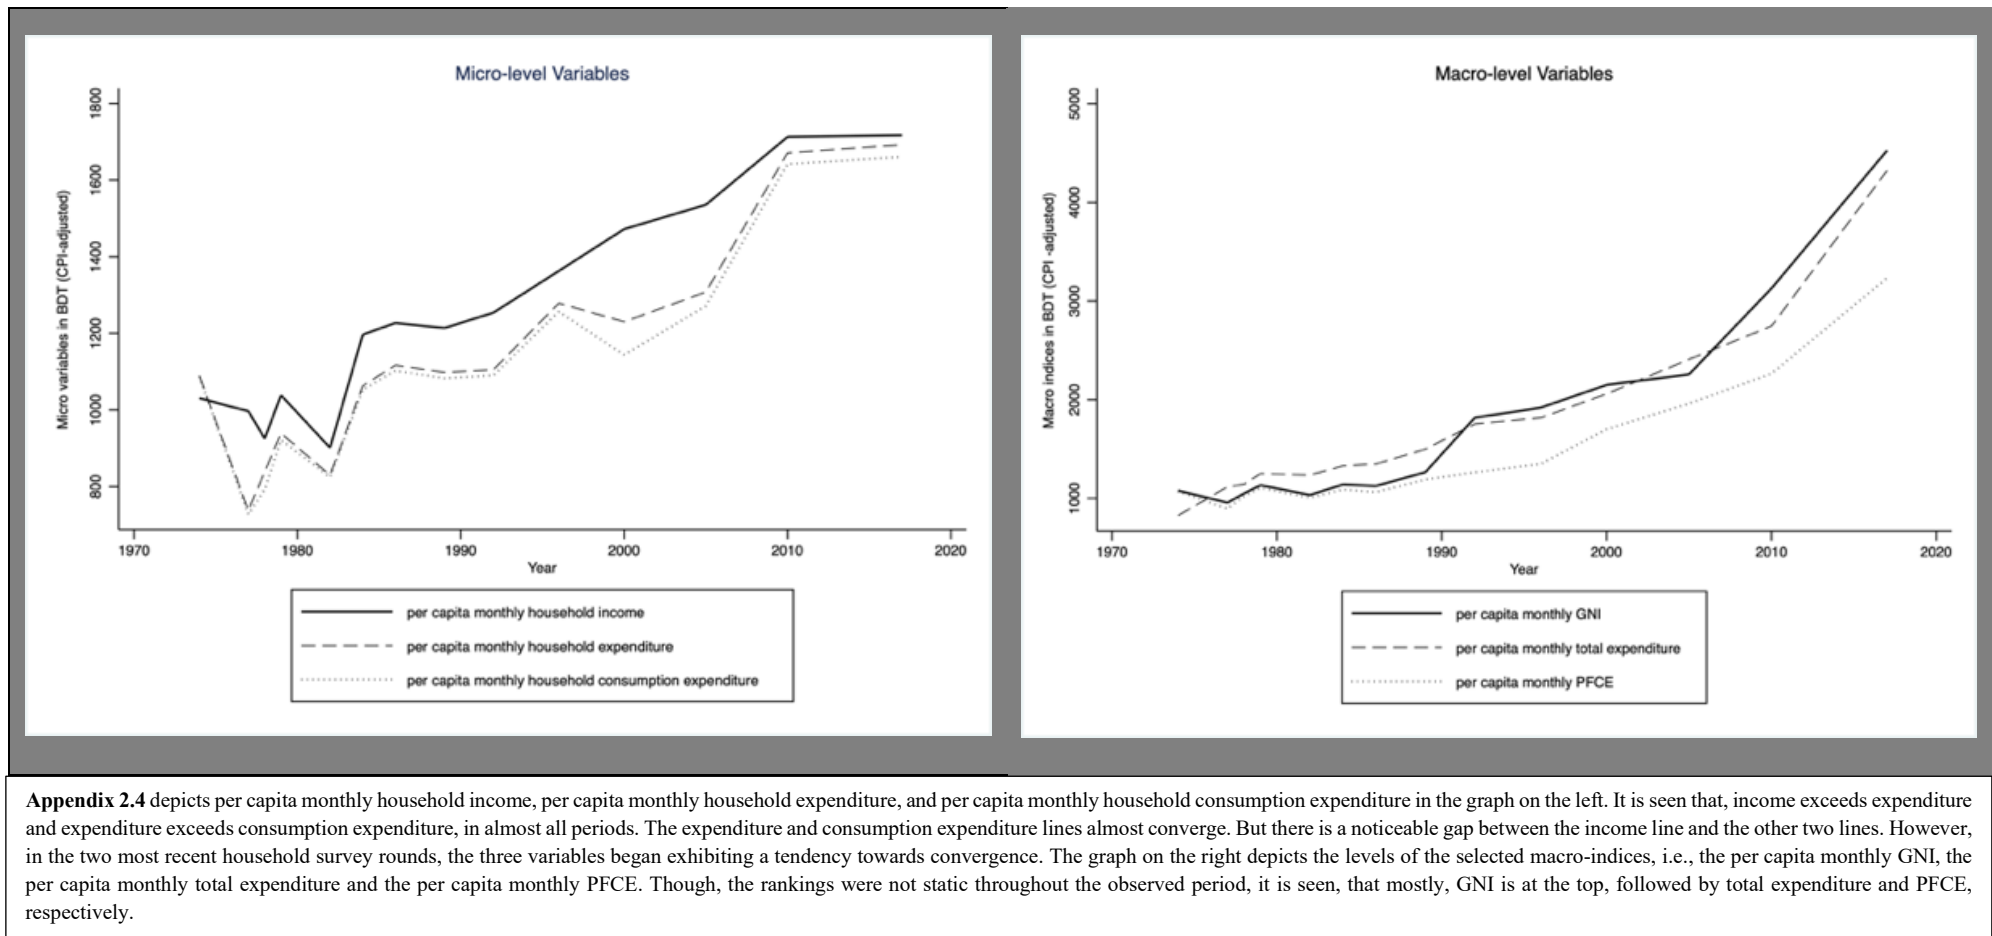 Micro-level Variables
Micro variables in BDT (CPI-adjusted)
1800
1600
1400
1200
1000
800
1970 1980 1990 2000 2010 2020
Year
per capita monthly household income
per capita monthly household expenditure
per capita monthly household consumption expenditure
Macro-level Variables
Macro indices in BDT (CPI -adjusted)
5000
4000
3000
2000
1000
1970 1980 1990 2000 2010 2020
Year
per capita monthly GNI
per capita monthly total expenditure
per capita monthly PFCE
Appendix 2.4 depicts per capita monthly household income, per capita monthly household expenditure, and per capita monthly household consumption expenditure in the graph on the left. It is seen that, income exceeds expenditure
and expenditure exceeds consumption expenditure, in almost all periods. The expenditure and consumption expenditure lines almost converge. But there is a noticeable gap between the income line and the other two lines. However,
in the two most recent household survey rounds, the three variables began exhibiting a tendency towards convergence. The graph on the right depicts the levels of the selected macro-indices, i.e., the per capita monthly GNI, the
per capita monthly total expenditure and the per capita monthly PFCE. Though, the rankings were not static throughout the observed period, it is seen, that mostly, GNI is at the top, followed by total expenditure and PFCE,
respectively.